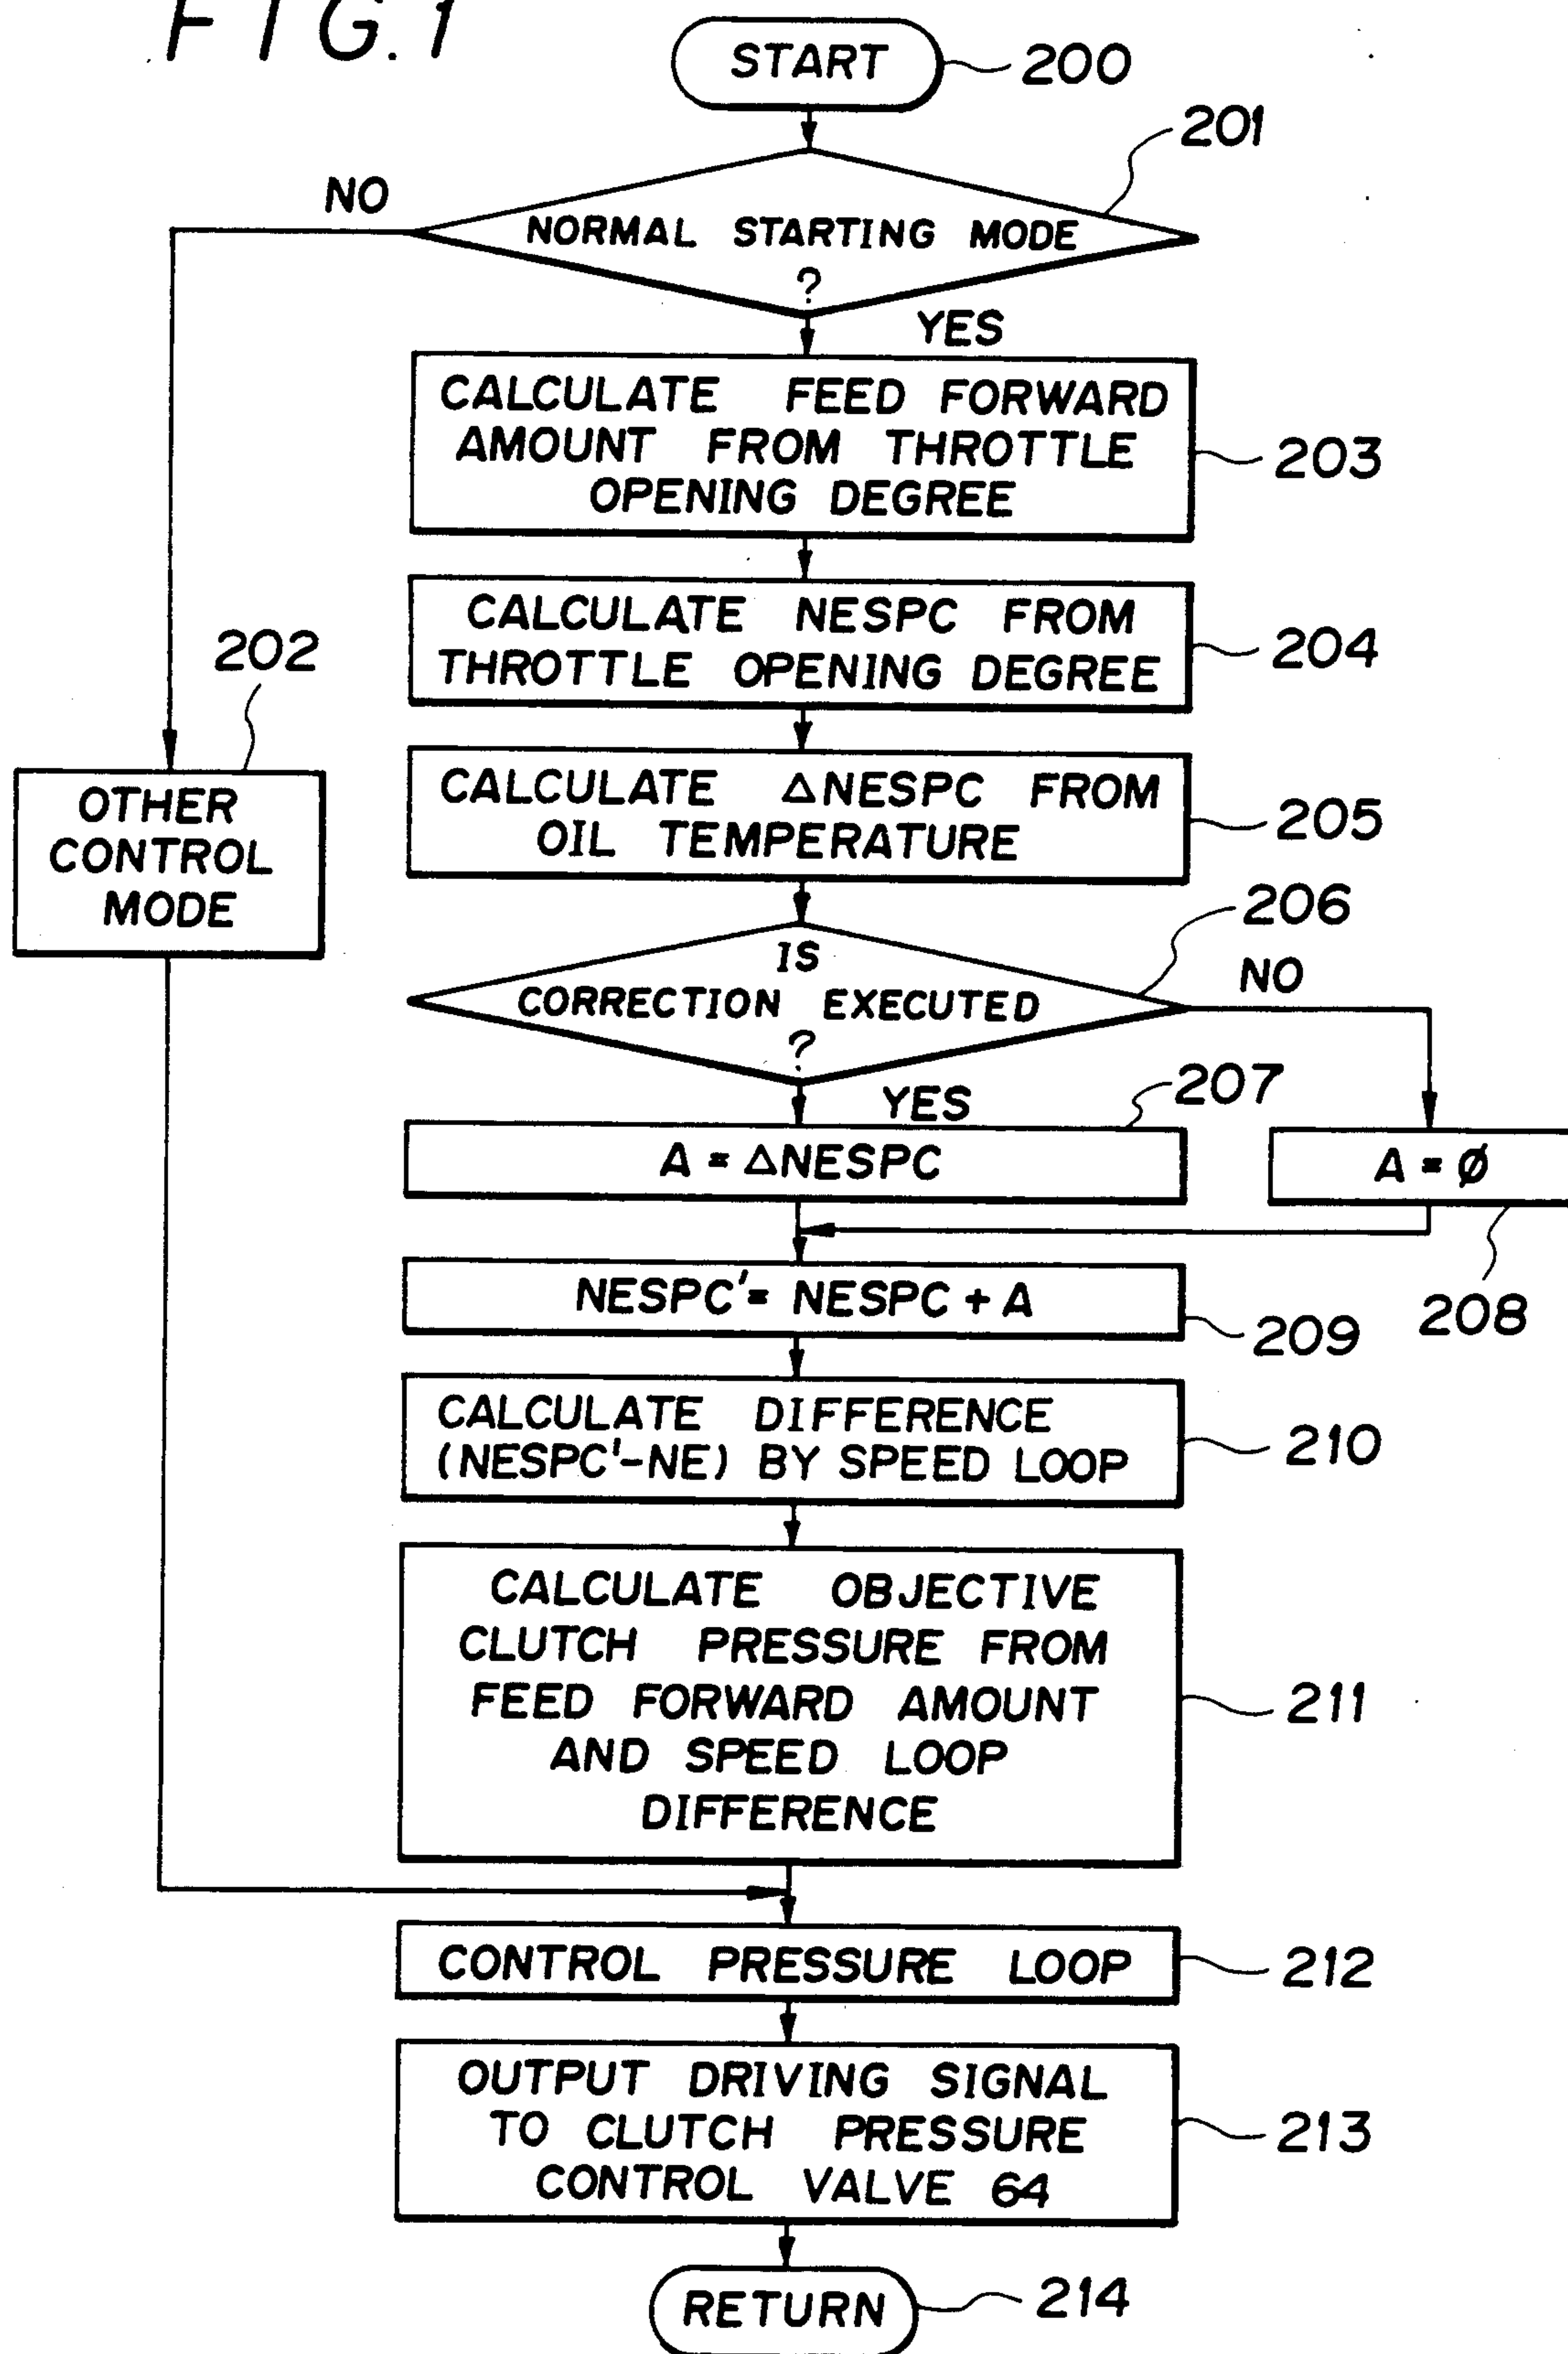 FIG. 1
START
200
201
NO
NORMAL STARTING MODE
?
YES
CALCULATE FEED FORWARD
AMOUNT FROM THROTTLE
OPENING DEGREE
203
CALCULATE NESPC FROM
THROTTLE OPENING DEGREE
204
202
OTHER
CONTROL
MODE
CALCULATE ΔNESPC FROM
OIL TEMPERATURE
205
206
IS
CORRECTION EXECUTED
?
NO
YES
207
A = ΔNESPC
A = Ø
208
NESPC'= NESPC + A
209
CALCULATE DIFFERENCE
(NESPC'-NE) BY SPEED LOOP
210
CALCULATE OBJECTIVE
CLUTCH PRESSURE FROM
FEED FORWARD AMOUNT
AND SPEED LOOP
DIFFERENCE
211
CONTROL PRESSURE LOOP
212
OUTPUT DRIVING SIGNAL
TO CLUTCH PRESSURE
CONTROL VALVE 64
213
RETURN
214